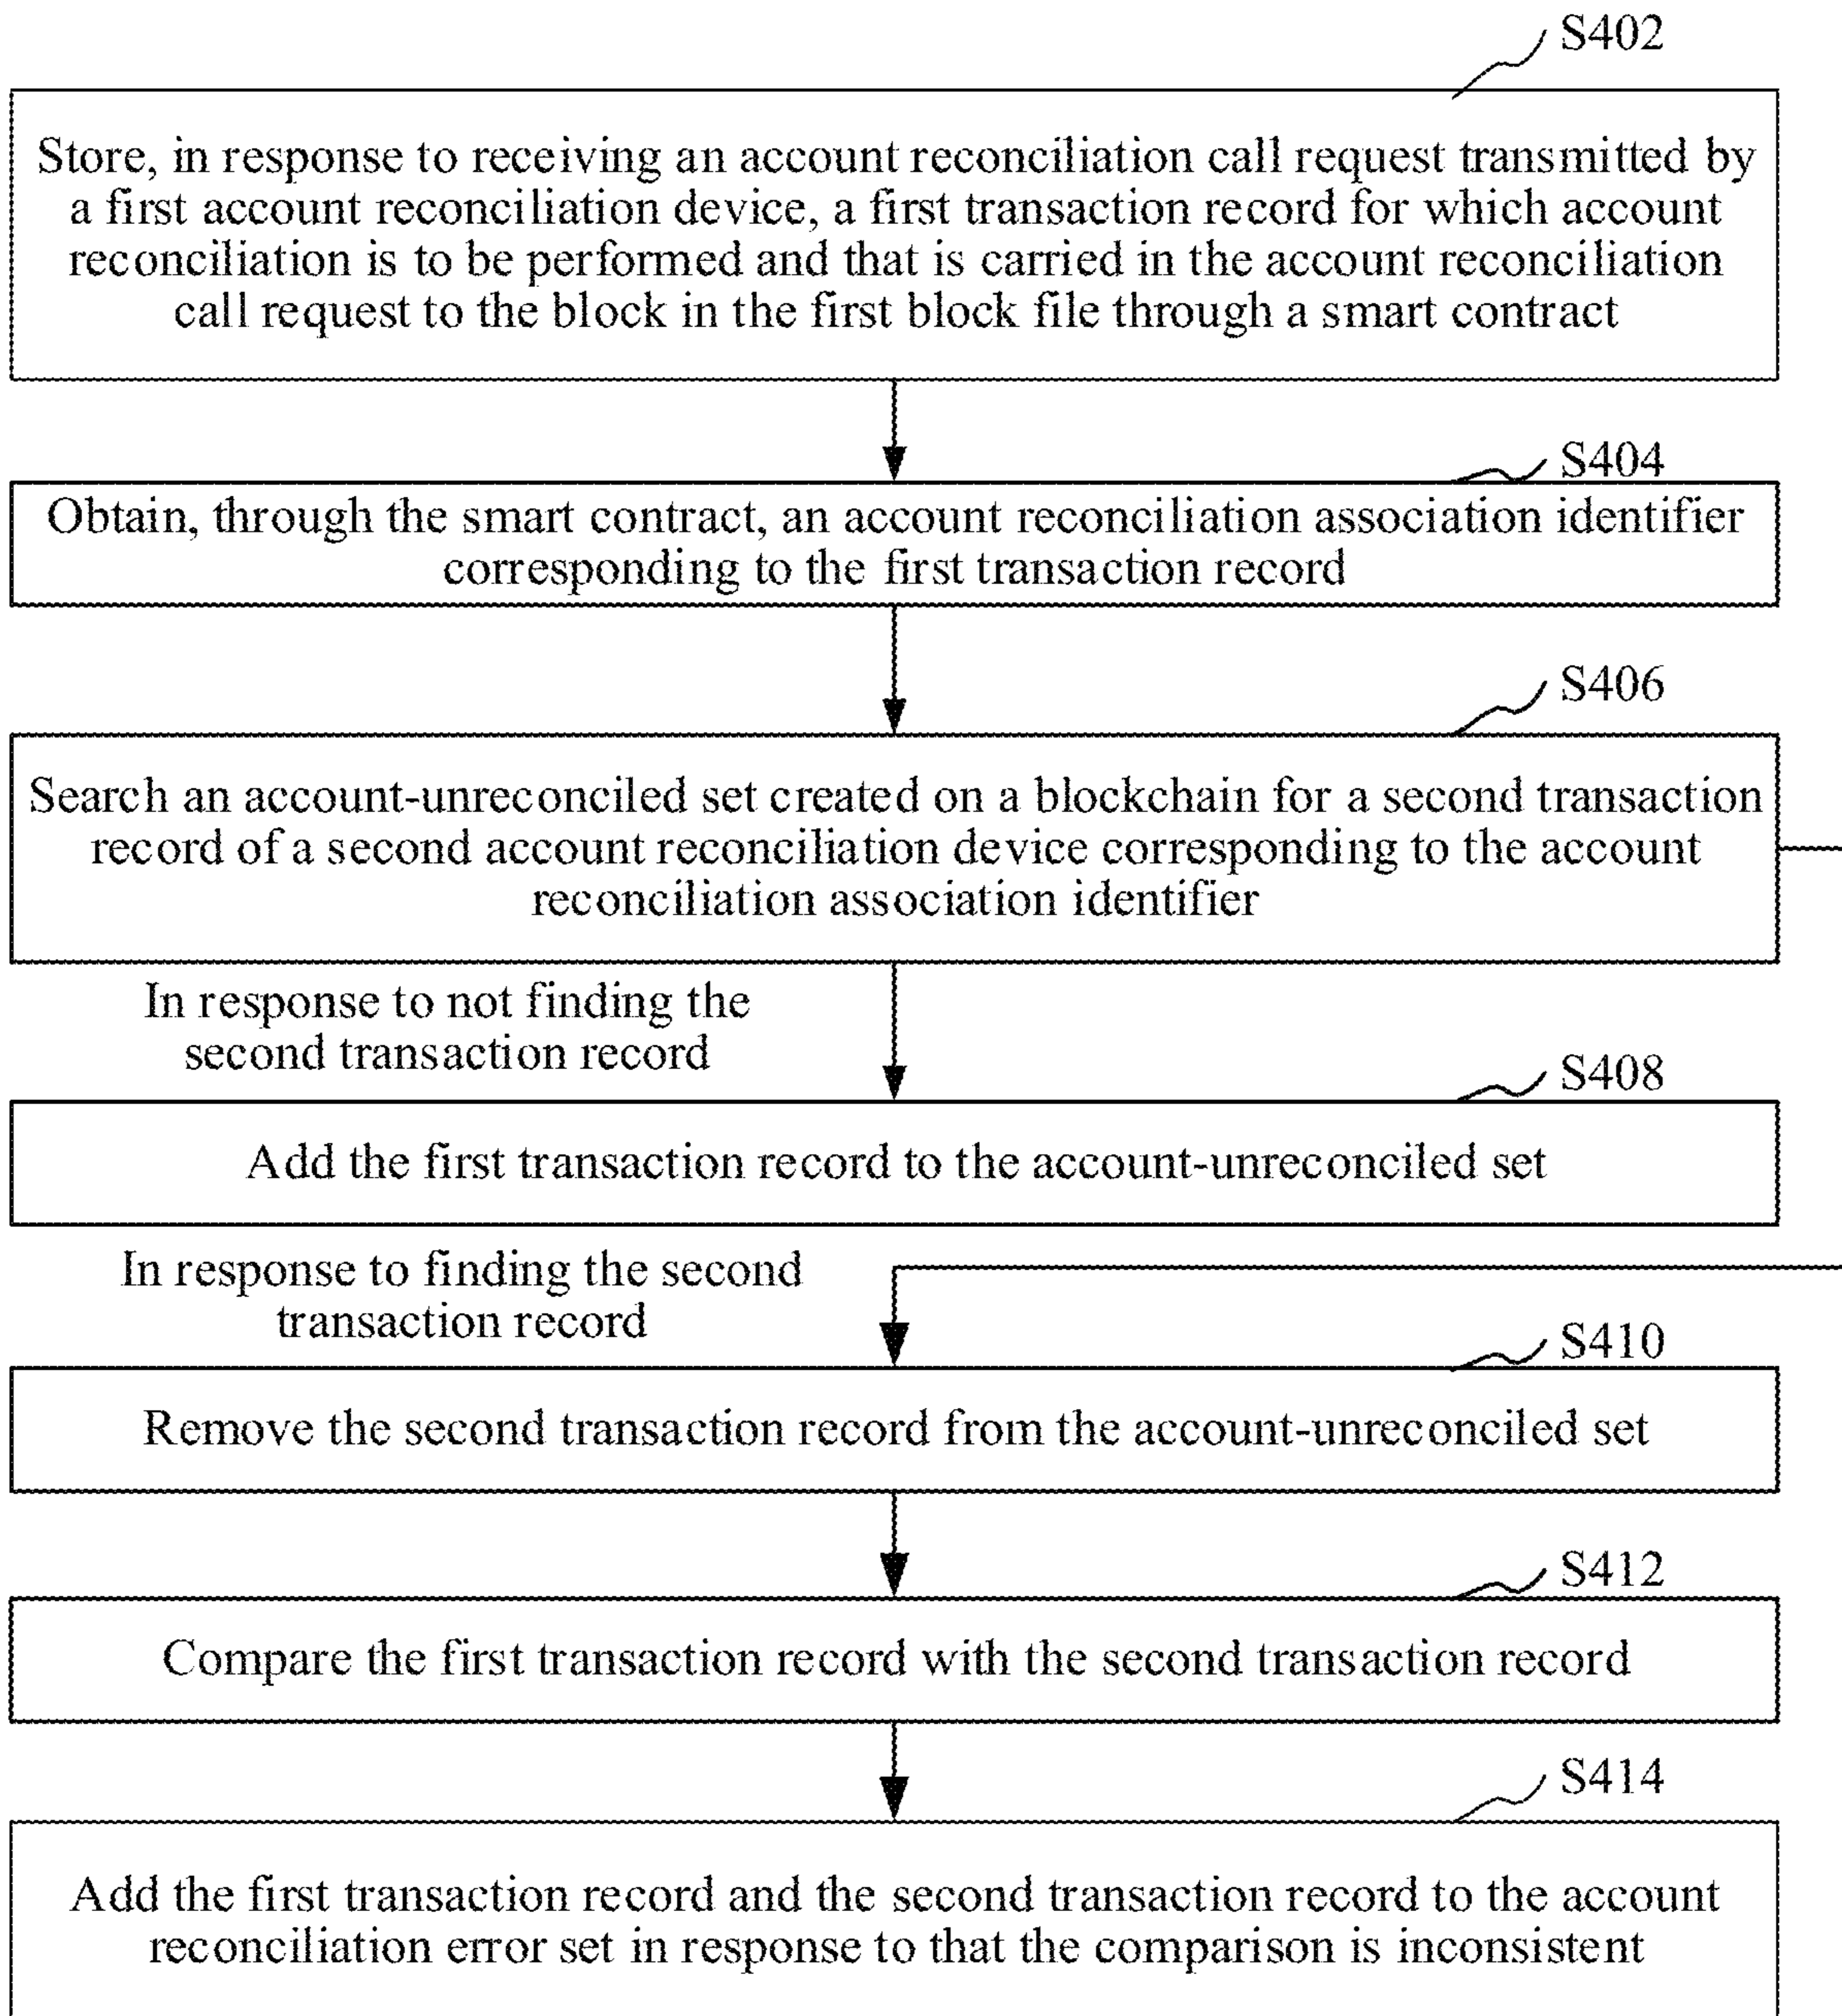 S402
Store, in response to receiving an account reconciliation call request transmitted by
a first account reconciliation device, a first transaction record for which account
reconciliation is to be performed and that is carried in the account reconciliation
call request to the block in the first block file through a smart contract
S404
Obtain, through the smart contract, an account reconciliation association identifier
corresponding to the first transaction record
S406
Search an account-unreconciled set created on a blockchain for a second transaction
record of a second account reconciliation device corresponding to the account
reconciliation association identifier
In response to not finding the
second transaction record
S408
Add the first transaction record to the account-unreconciled set
In response to finding the second
transaction record
S410
Remove the second transaction record from the account-unreconciled set
S412
Compare the first transaction record with the second transaction record
S414
Add the first transaction record and the second transaction record to the account
reconciliation error set in response to that the comparison is inconsistent